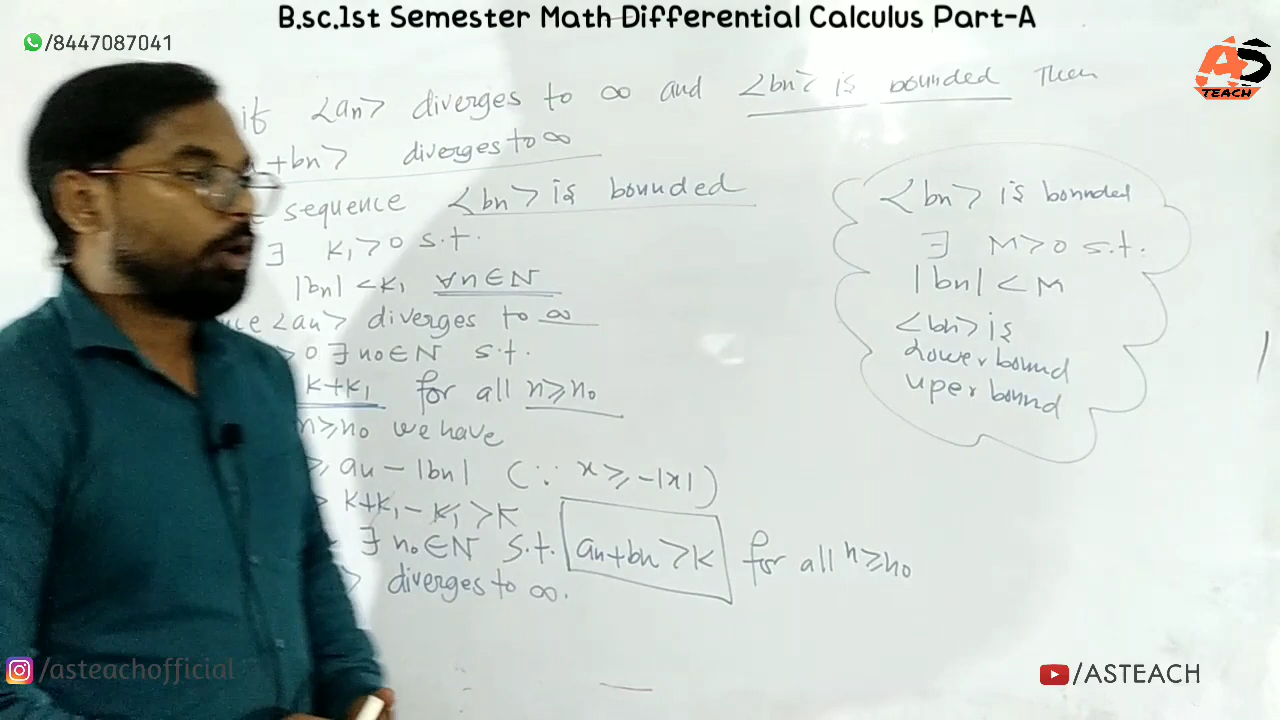 B.sc.1st Semester Math Differential Calculus Part-A
/8447087041
AS
TEACH
if <an> diverges to ∞ and <bn> is bounded Then
+bn> diverges to ∞
sequence <bn> is bounded
∃ K₁>0 s.t.
|bn| <K₁ ∀n∈N
<an> diverges to ∞
>0 ∃ n₀∈N s.t.
K+K₁ for all n≥n₀
n≥n₀ we have
≥ an - |bn| (∵ x≥-|x|)
> K+K₁ - K₁ >K
∃ n₀∈N s.t. an+bn >K for all n≥n₀
> diverges to ∞.
<bn> is bounded
∃ M>0 s.t.
|bn| < M
<bn> is
Lower bound
uper bound
/asteachofficial
/ASTEACH